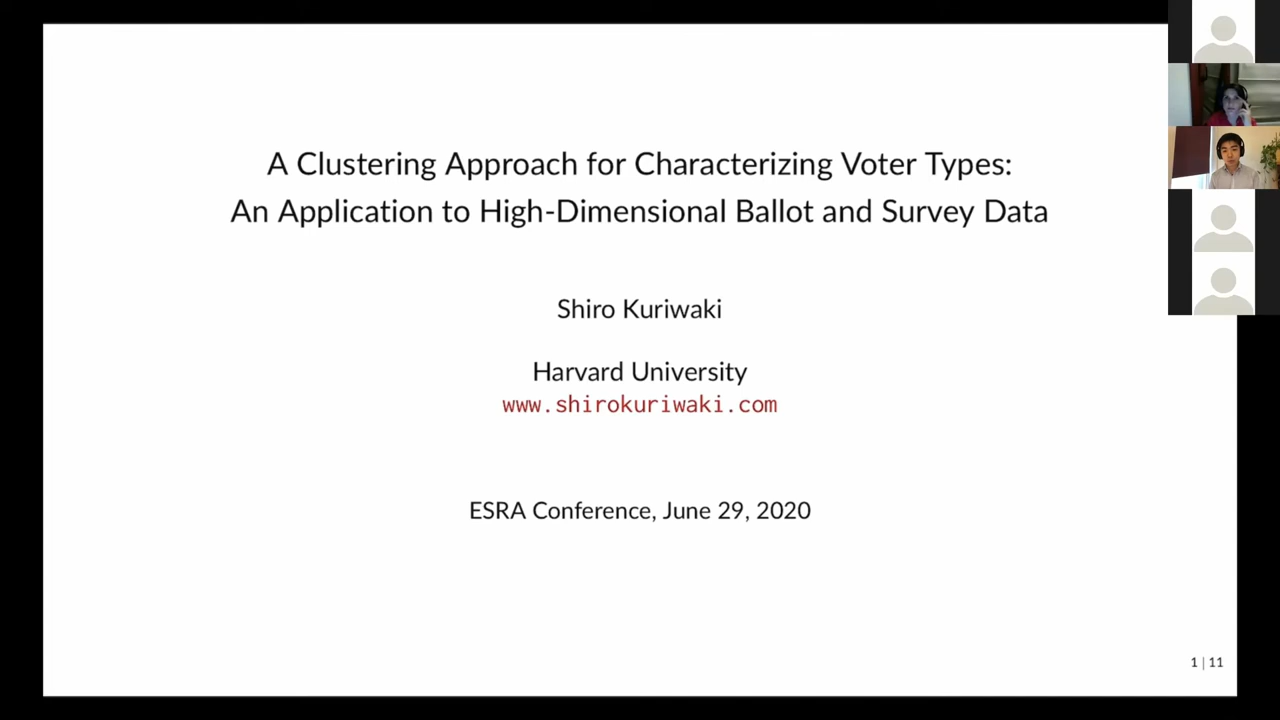 A Clustering Approach for Characterizing Voter Types:
An Application to High-Dimensional Ballot and Survey Data
Shiro Kuriwaki
Harvard University
www.shirokuriwaki.com
ESRA Conference, June 29, 2020
1 | 11